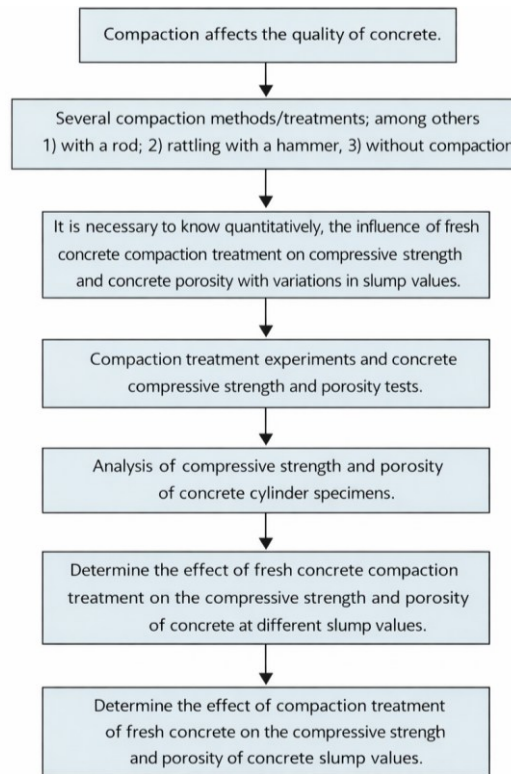 Compaction affects the quality of concrete.
Several compaction methods/treatments; among others
1) with a rod; 2) rattling with a hammer, 3) without compaction
It is necessary to know quantitatively, the influence of fresh
concrete compaction treatment on compressive strength
and concrete porosity with variations in slump values.
Compaction treatment experiments and concrete
compressive strength and porosity tests.
Analysis of compressive strength and porosity
of concrete cylinder specimens.
Determine the effect of fresh concrete compaction
treatment on the compressive strength and porosity
of concrete at different slump values.
Determine the effect of compaction treatment
of fresh concrete on the compressive strengh
and porosity of concrete slump values.